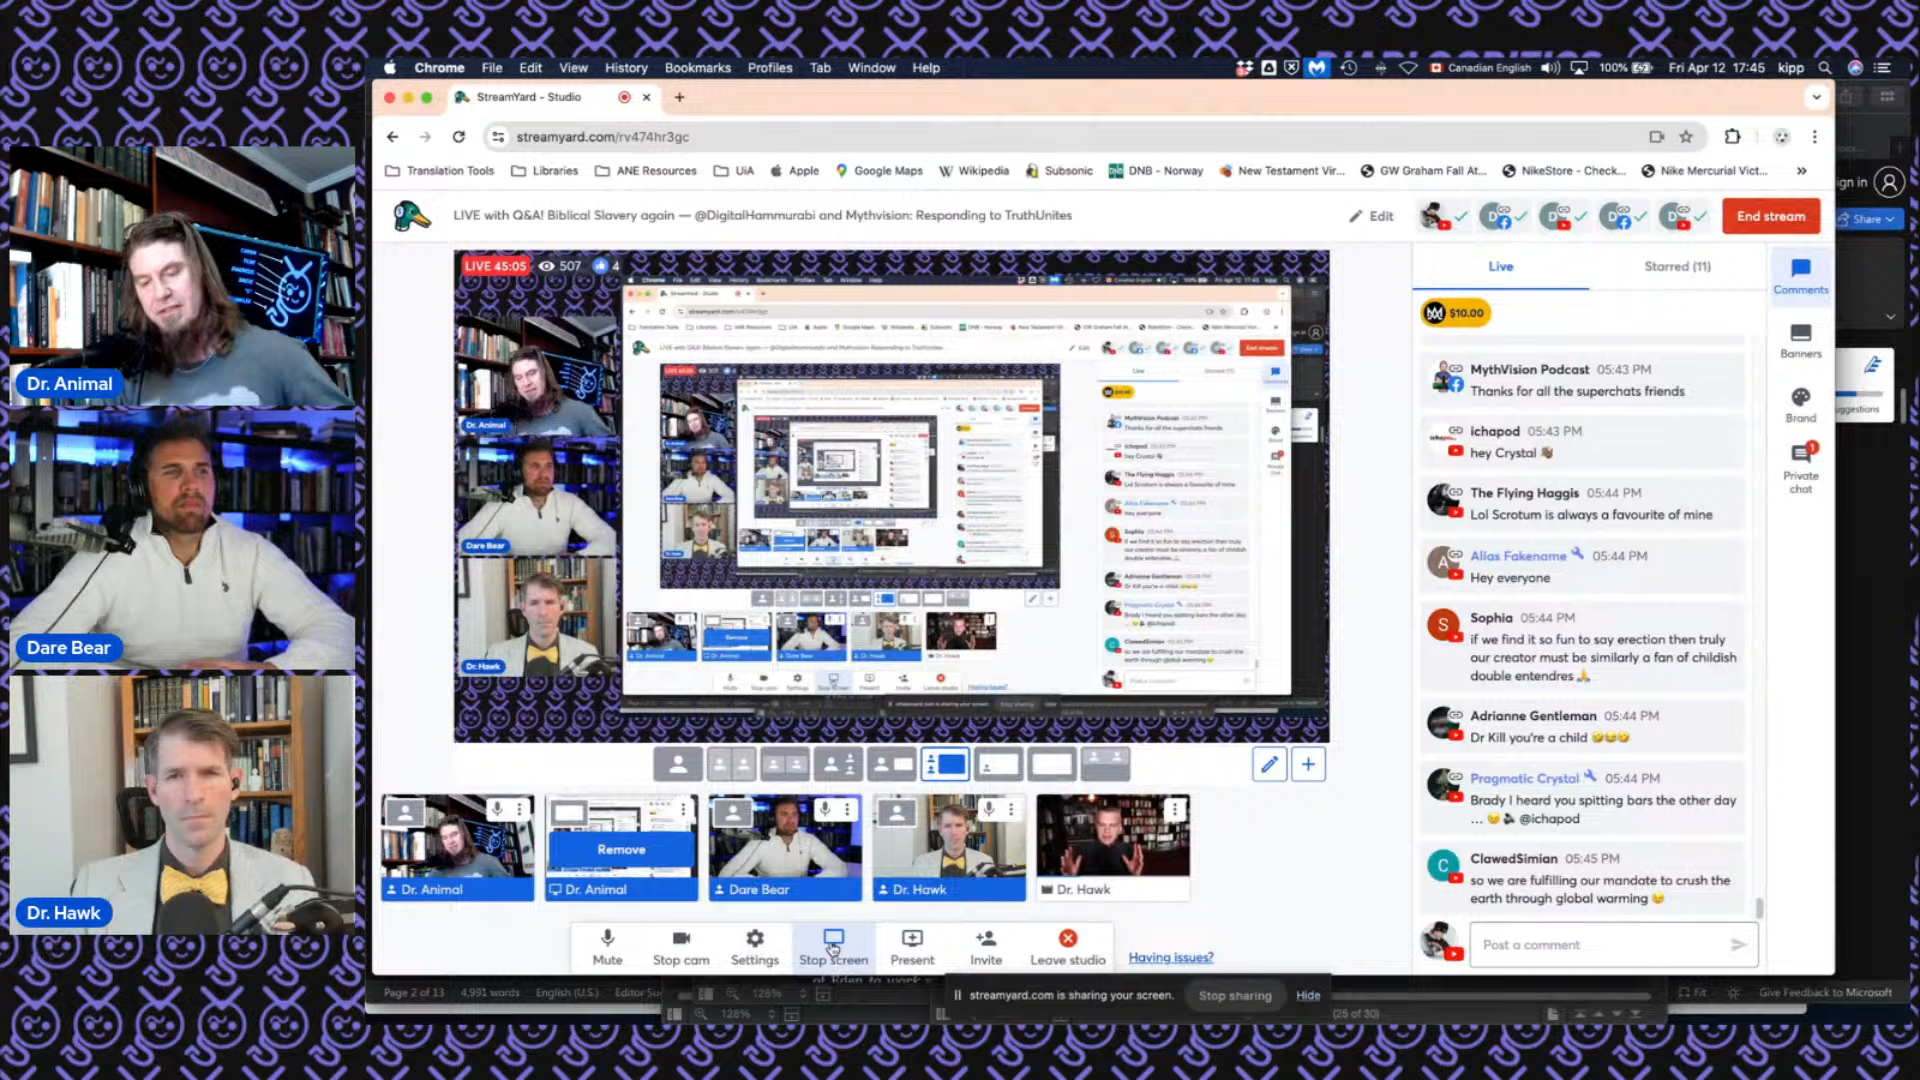 Chrome File Edit View History Bookmarks Profiles Tab Window Help
Canadian English 100% Fri Apr 12 17:45 kipp
StreamYard - Studio
streamyard.com/rv474hr3gc
Translation Tools Libraries ANE Resources UiA Apple Google Maps Wikipedia Subsonic DNB - Norway New Testament Vir... GW Graham Fall At... NikeStore - Check... Nike Mercurial Vict...
LIVE with Q&A! Biblical Slavery again — @DigitalHammurabi and Mythvision: Responding to TruthUnites
Edit
End stream
Share
Dr. Animal
Dare Bear
Dr. Hawk
LIVE 45:05 507 4
Dr. Animal
Dare Bear
Dr. Hawk
Live
Starred (11)
$10.00
MythVision Podcast 05:43 PM
Thanks for all the superchats friends
ichapod 05:43 PM
hey Crystal
The Flying Haggis 05:44 PM
Lol Scrotum is always a favourite of mine
Alias Fakename 05:44 PM
Hey everyone
Sophia 05:44 PM
if we find it so fun to say erection then truly
our creator must be similarly a fan of childish
double entendres
Adrianne Gentleman 05:44 PM
Dr Kill you're a child
Pragmatic Crystal 05:44 PM
Brady I heard you spitting bars the other day
... @ichapod
ClawedSimian 05:45 PM
so we are fulfilling our mandate to crush the
earth through global warming
Post a comment
Comments
Banners
Brand
Private
chat
Remove
Dr. Animal
Dr. Animal
Dare Bear
Dr. Hawk
Dr. Hawk
Mute
Stop cam
Settings
Stop screen
Present
Invite
Leave studio
Having issues?
streamyard.com is sharing your screen.
Stop sharing
Hide
Page 2 of 13 4,991 words English (U.S.)
128%
Give Feedback to Microsoft
128%
(25 of 30)